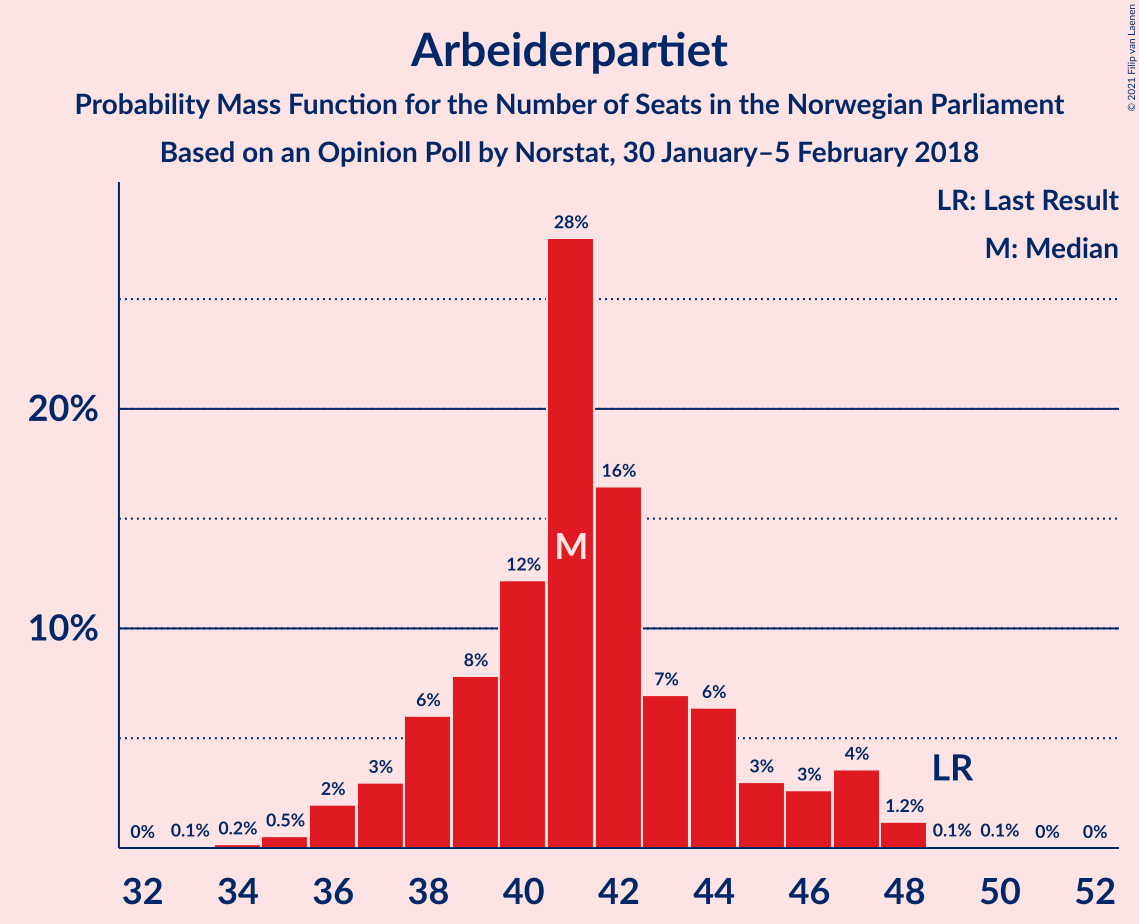 Arbeiderpartiet
Probability Mass Function for the Number of Seats in the Norwegian Parliament
Based on an Opinion Poll by Norstat, 30 January–5 February 2018
© 2021 Filip van Laenen
LR: Last Result
M: Median
28%
20%
16%
M
12%
10%
8%
7%
6%
6%
4%
LR
3%
3%
3%
2%
1.2%
0%
0.1%
0.2%
0.5%
0.1%
0.1%
0%
0%
32 34 36 38 40 42 44 46 48 50 52